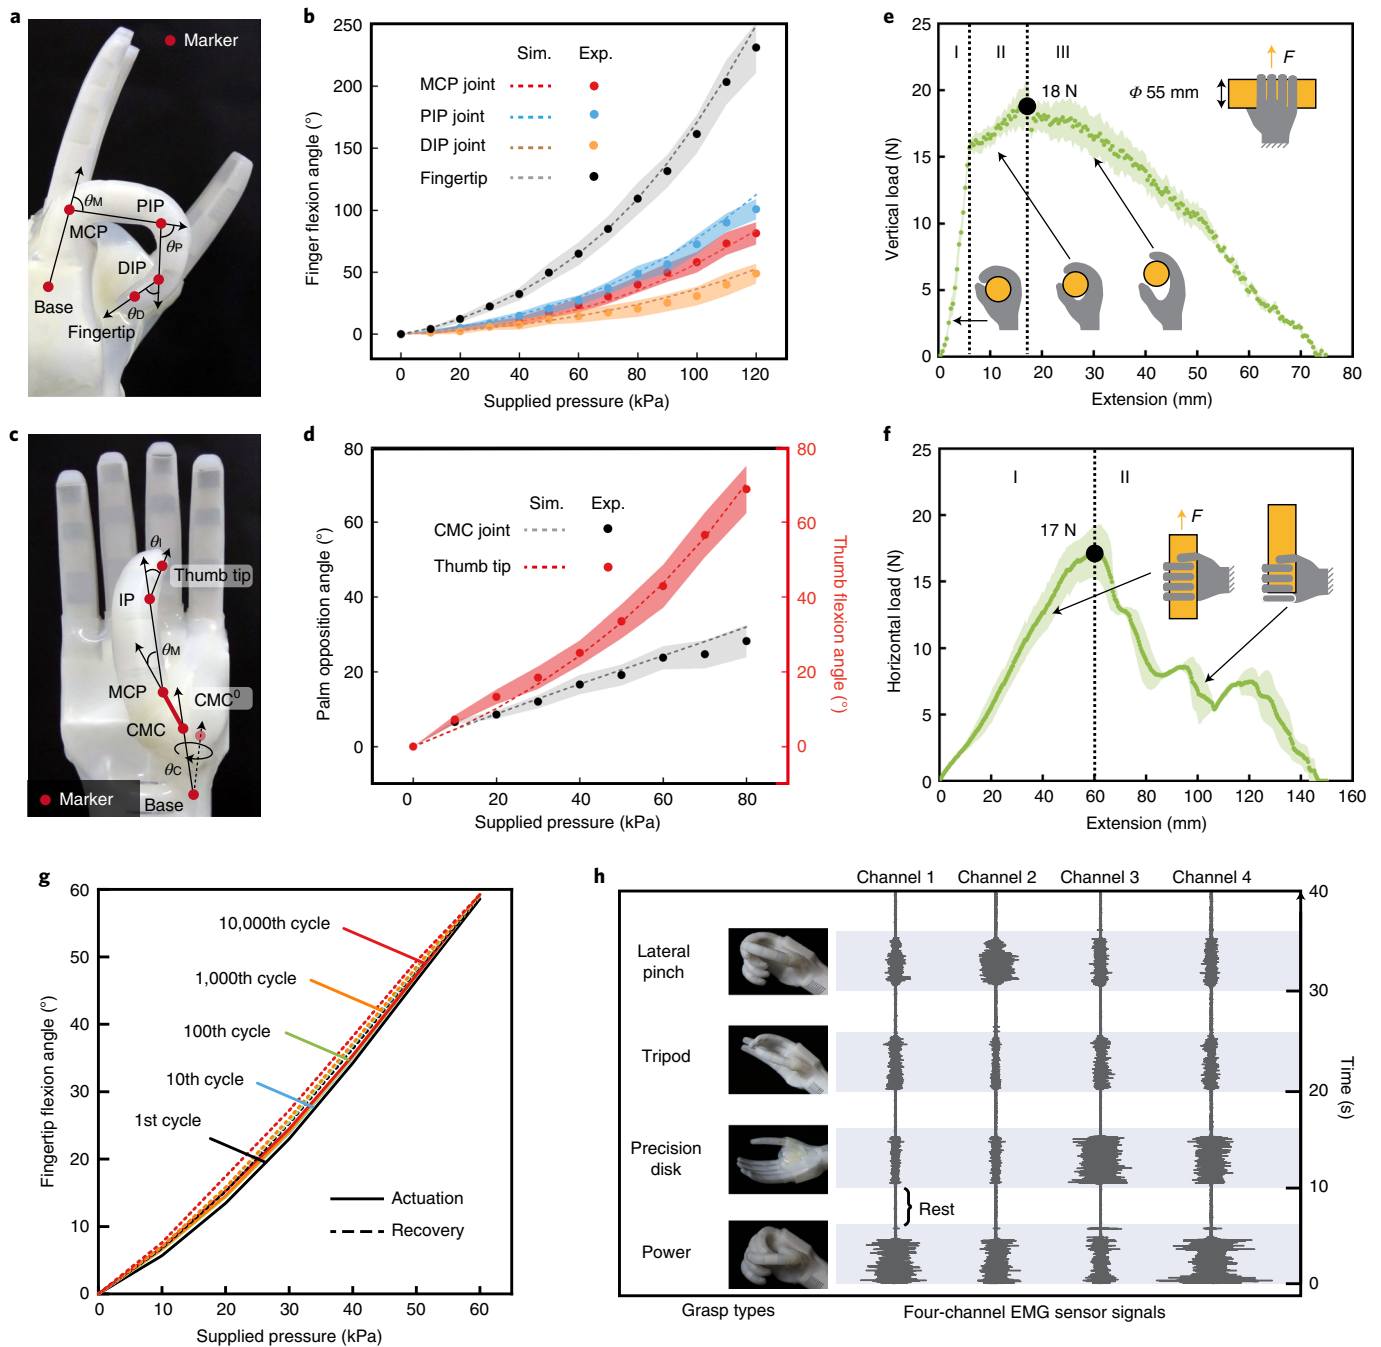 a
Marker
θM
PIP
MCP
θP
DIP
Base
θD
Fingertip
b
250
200
150
100
50
0
Finger flexion angle (°)
Sim. Exp.
MCP joint
PIP joint
DIP joint
Fingertip
0 20 40 60 80 100 120
Supplied pressure (kPa)
e
25
20
15
10
5
0
Vertical load (N)
I II III
18 N
F
Φ 55 mm
0 10 20 30 40 50 60 70 80
Extension (mm)
c
θI
Thumb tip
IP
θM
MCP
CMC0
CMC
θC
Marker
Base
d
80
60
40
20
0
Palm opposition angle (°)
Sim. Exp.
CMC joint
Thumb tip
80
60
40
20
0
Thumb flexion angle (°)
0 20 40 60 80
Supplied pressure (kPa)
f
25
20
15
10
5
0
Horizontal load (N)
I II
17 N
F
0 20 40 60 80 100 120 140 160
Extension (mm)
g
60
50
40
30
20
10
0
Fingertip flexion angle (°)
10,000th cycle
1,000th cycle
100th cycle
10th cycle
1st cycle
Actuation
Recovery
0 10 20 30 40 50 60
Supplied pressure (kPa)
h
Channel 1 Channel 2 Channel 3 Channel 4
40
30
20
10
0
Time (s)
Lateral
pinch
Tripod
Precision
disk
Rest
Power
Grasp types
Four-channel EMG sensor signals